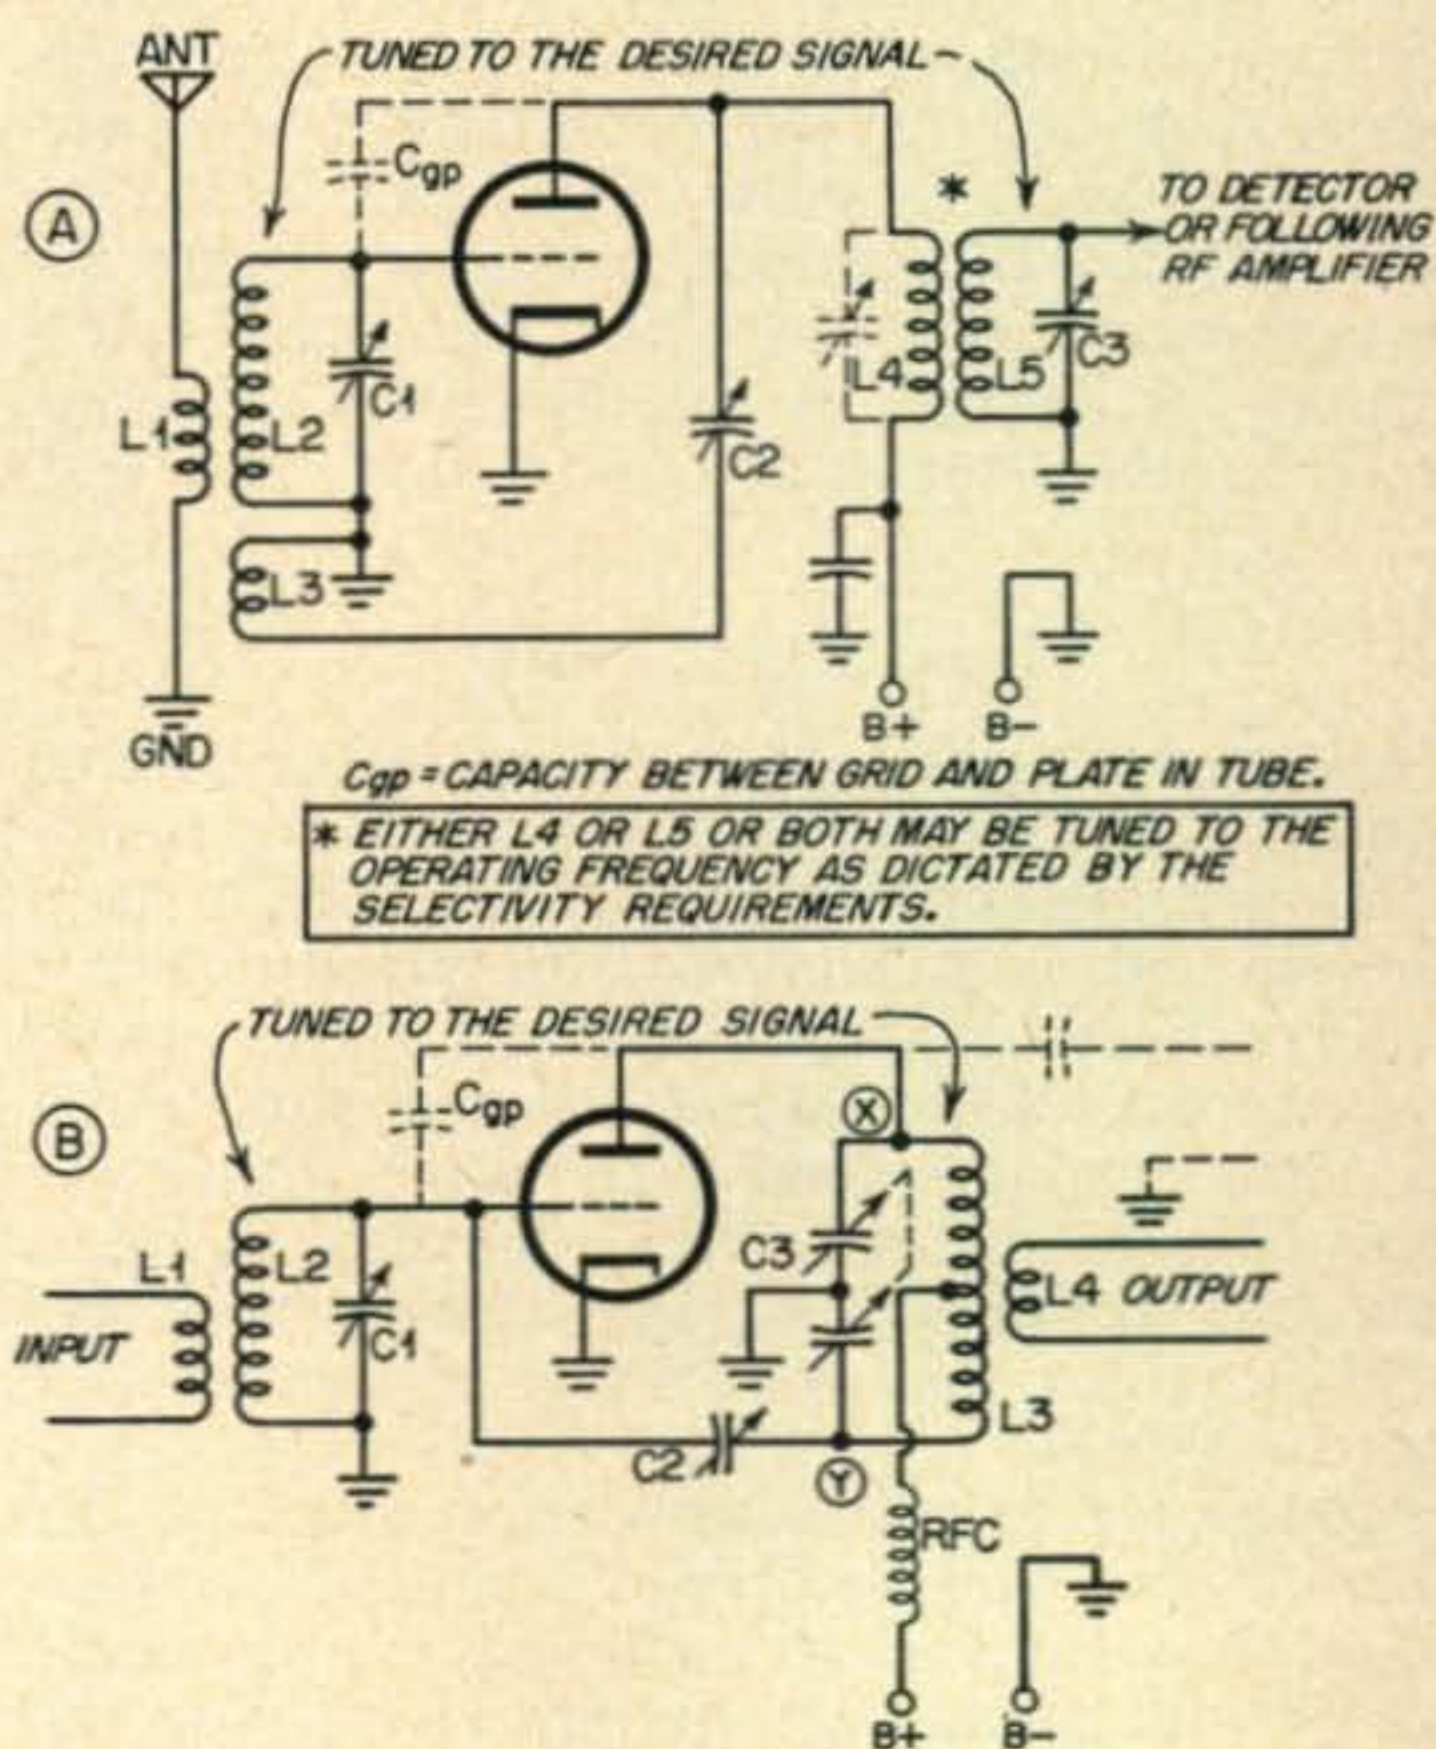 ANT
TUNED TO THE DESIRED SIGNAL
Cgp
A
*
TO DETECTOR
OR FOLLOWING
RF AMPLIFIER
L1
L2
C1
C2
L4
L5
C3
L3
GND
B+
B-
Cgp = CAPACITY BETWEEN GRID AND PLATE IN TUBE.
* EITHER L4 OR L5 OR BOTH MAY BE TUNED TO THE
OPERATING FREQUENCY AS DICTATED BY THE
SELECTIVITY REQUIREMENTS.
TUNED TO THE DESIRED SIGNAL
Cgp
X
B
L1
L2
C3
INPUT
C1
L4 OUTPUT
L3
C2
Y
RFC
B+
B-